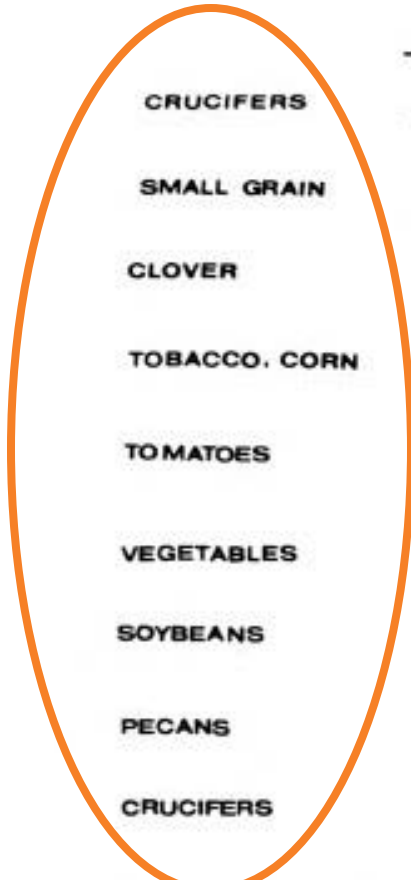 CRUCIFERS
SMALL GRAIN
CLOVER
TOBACCO. CORN
TOMATOES
VEGETABLES
SOYBEANS
PECANS
CRUCIFERS